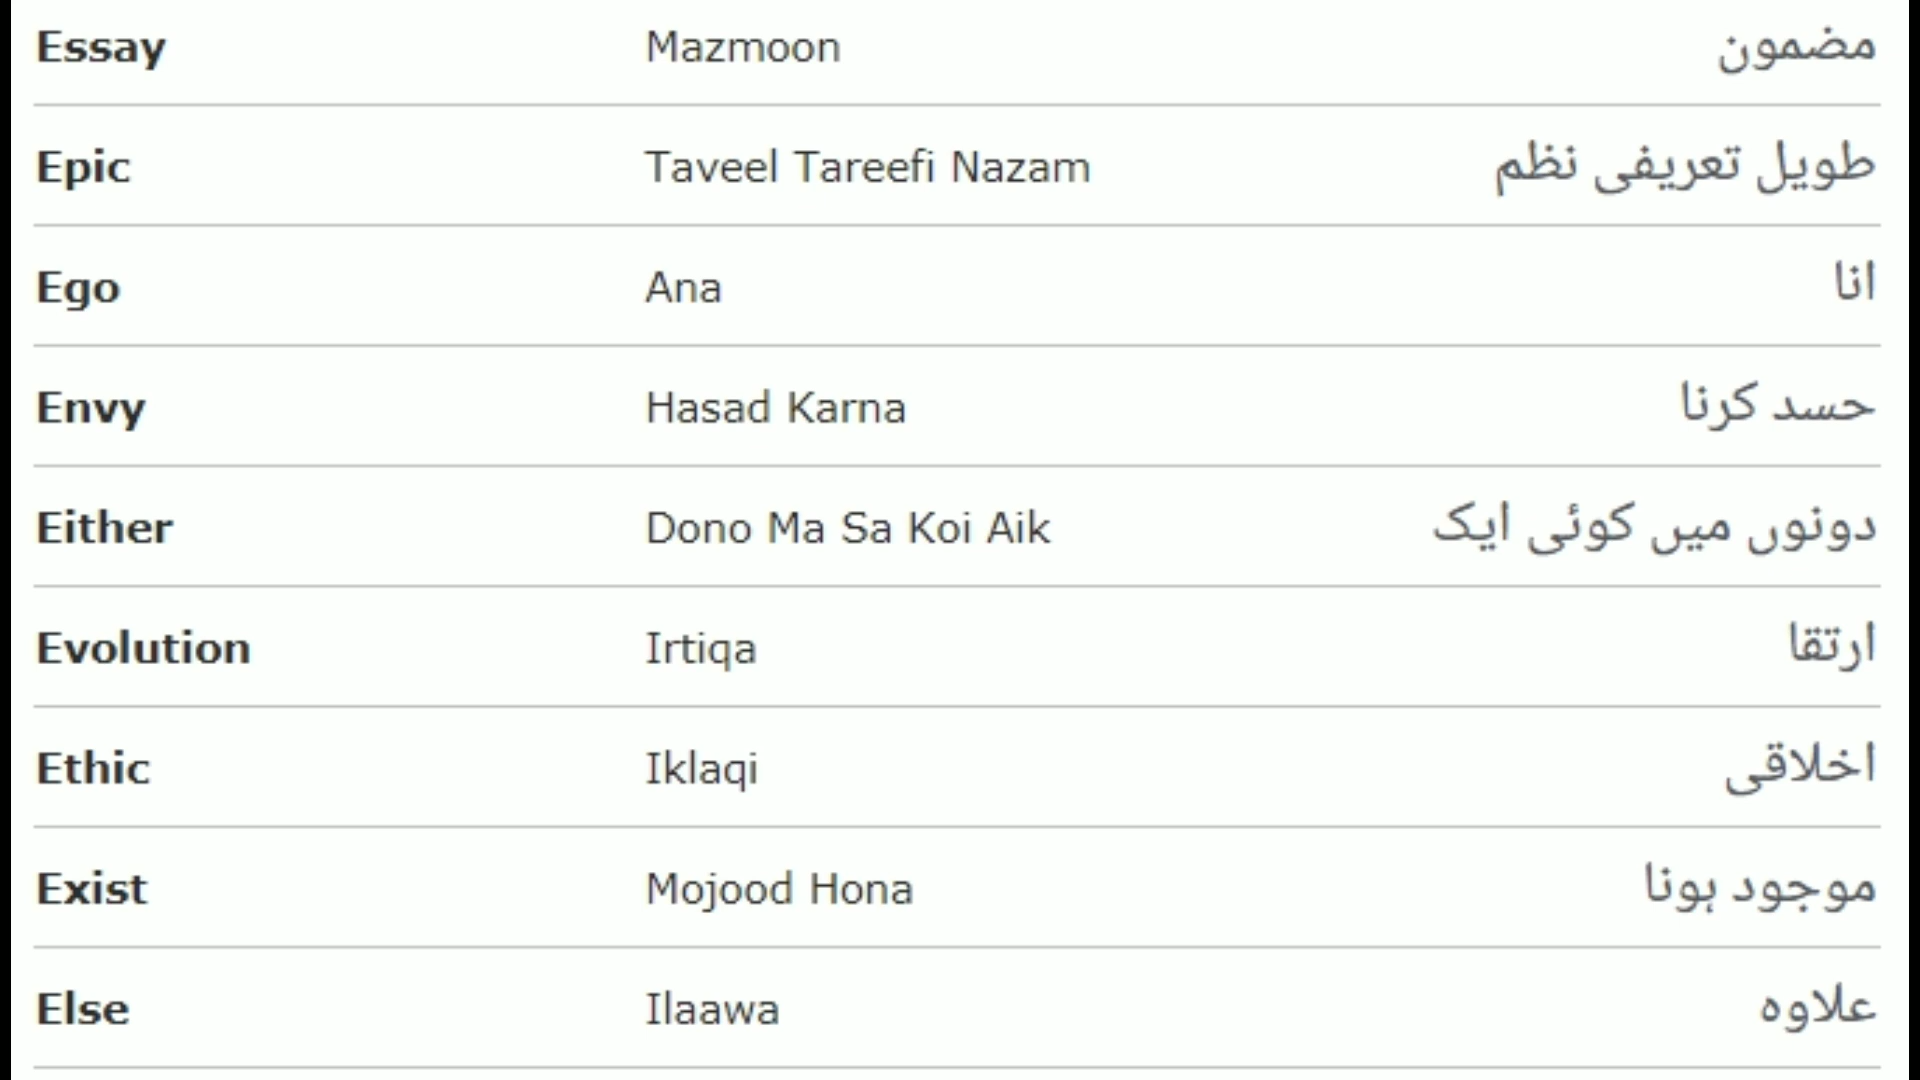 Essay Mazmoon مضمون
Epic Taveel Tareefi Nazam طویل تعریفی نظم
Ego Ana انا
Envy Hasad Karna حسد کرنا
Either Dono Ma Sa Koi Aik دونوں میں کوئی ایک
Evolution Irtiqa ارتقا
Ethic Iklaqi اخلاقی
Exist Mojood Hona موجود ہونا
Else Ilaawa علاوہ